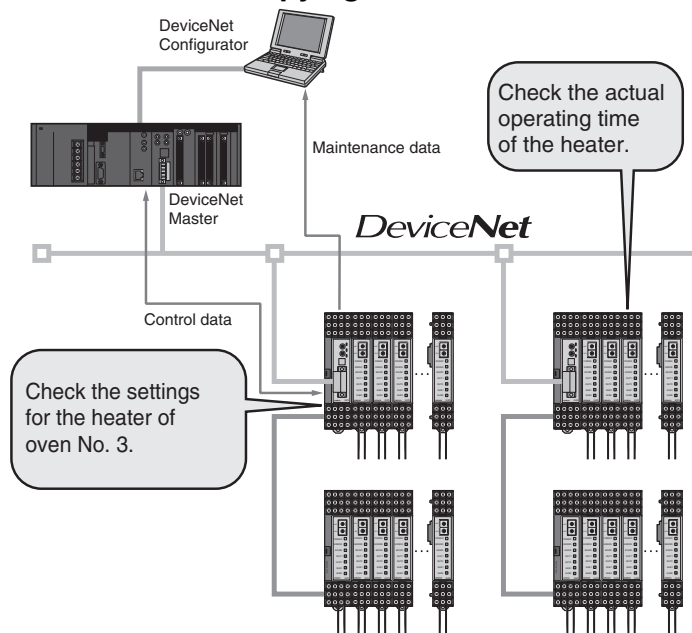 DeviceNet
Configurator
Check the actual
operating time
of the heater.
Maintenance data
DeviceNet
Master
DeviceNet
Control data
Check the settings
for the heater of
oven No. 3.